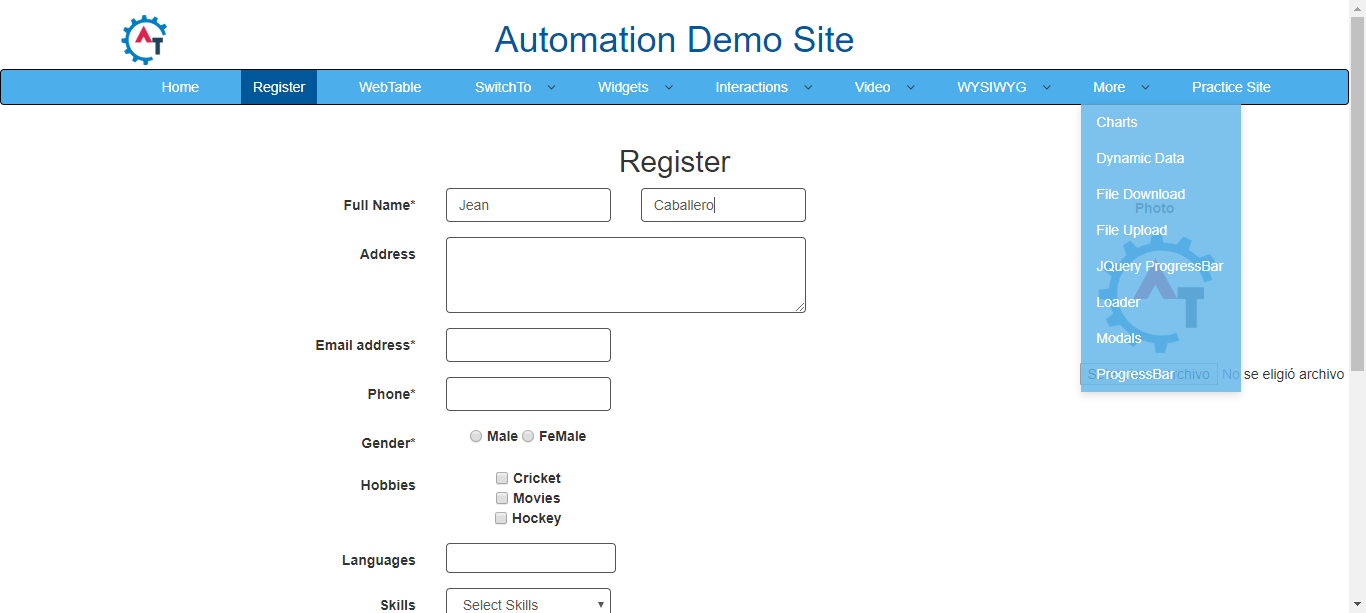 AT
Automation Demo Site
Home Register WebTable SwitchTo Widgets Interactions Video WYSIWYG More Practice Site
Charts
Dynamic Data
File Download
File Upload
JQuery ProgressBar
Loader
Modals
ProgressBar
Register
Full Name* Jean Caballero
Photo
Address
Email address*
Phone*
No se eligió archivo
Gender* Male FeMale
Hobbies Cricket
Movies
Hockey
Languages
Skills Select Skills